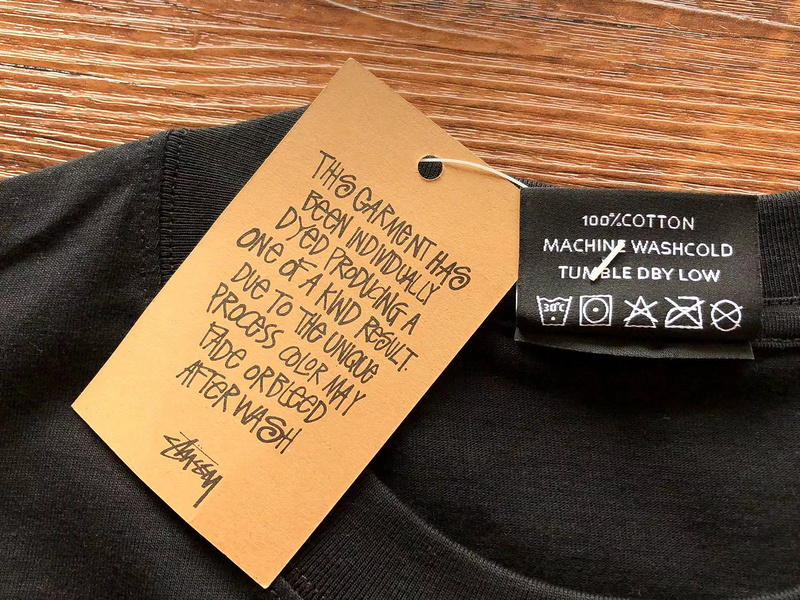 THIS GARMENT HAS
BEEN INDIVIDUALLY
DYED PRODUCING A
ONE OF A KIND RESULT.
DUE TO THE UNIQUE
PROCESS COLOR MAY
FADE OR BLEED
AFTER WASH
Stüssy
100%COTTON
MACHINE WASHCOLD
TUMBLE DBY LOW
30°C